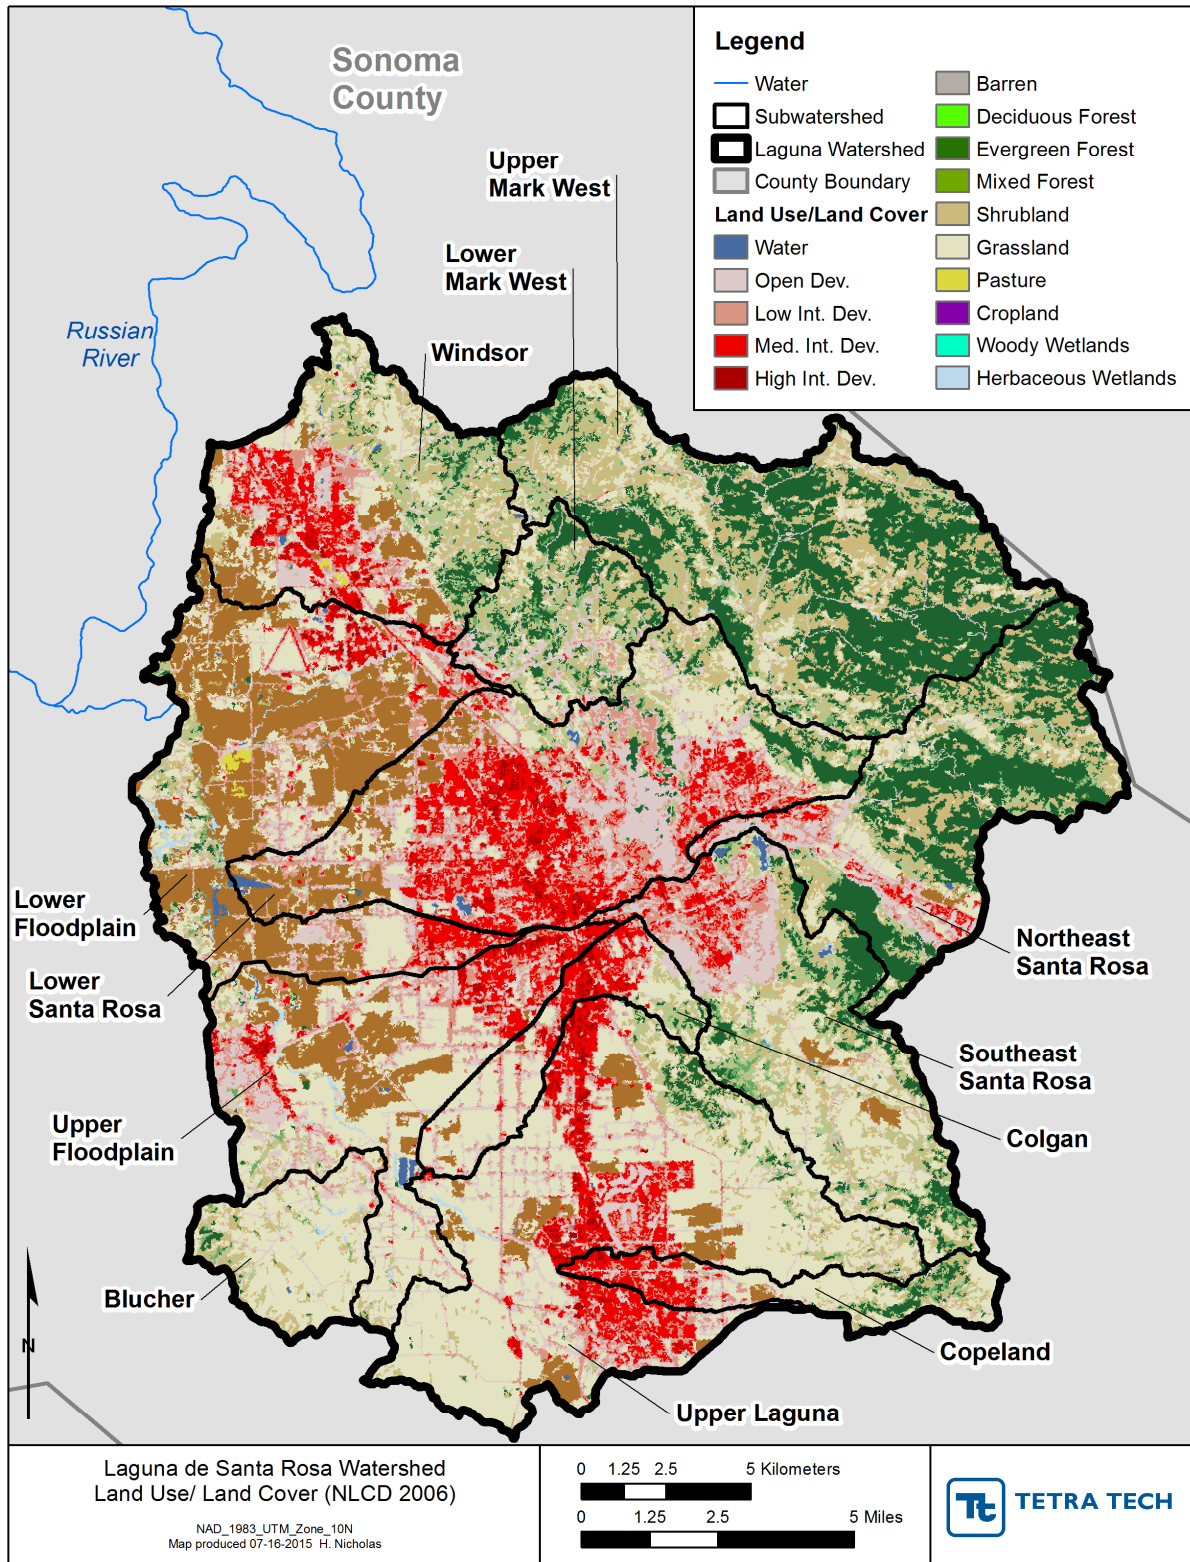 Sonoma
County
Legend
Water
Subwatershed
Laguna Watershed
County Boundary
Land Use/Land Cover
Water
Open Dev.
Low Int. Dev.
Med. Int. Dev.
High Int. Dev.
Barren
Deciduous Forest
Evergreen Forest
Mixed Forest
Shrubland
Grassland
Pasture
Cropland
Woody Wetlands
Herbaceous Wetlands
Upper
Mark West
Lower
Mark West
Windsor
Russian
River
Lower
Floodplain
Lower
Santa Rosa
Northeast
Santa Rosa
Southeast
Santa Rosa
Colgan
Upper
Floodplain
Blucher
Copeland
Upper Laguna
N
Laguna de Santa Rosa Watershed
Land Use/ Land Cover (NLCD 2006)
NAD_1983_UTM_Zone_10N
Map produced 07-16-2015 H. Nicholas
0 1.25 2.5 5 Kilometers
0 1.25 2.5 5 Miles
Tt
TETRA TECH